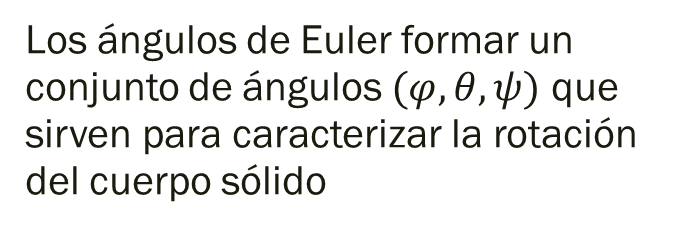 Los ángulos de Euler formar un
conjunto de ángulos (φ, θ, ψ) que
sirven para caracterizar la rotación
del cuerpo sólido